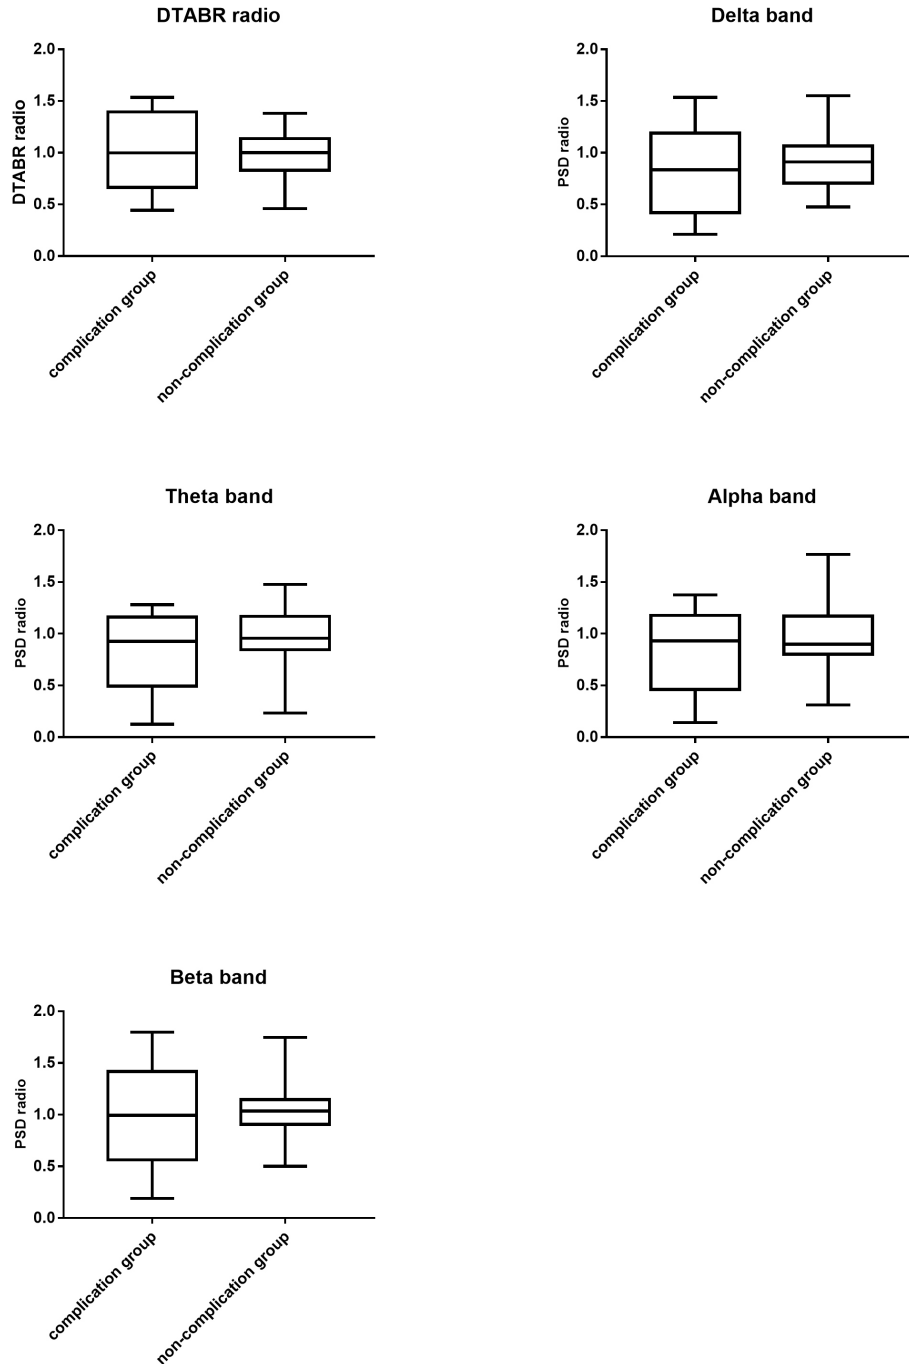 DTABR radio
2.0
1.5
1.0
0.5
0.0
DTABR radio
complication group
non-complication group
Delta band
2.0
1.5
1.0
0.5
0.0
PSD radio
complication group
non-complication group
Theta band
2.0
1.5
1.0
0.5
0.0
PSD radio
complication group
non-complication group
Alpha band
2.0
1.5
1.0
0.5
0.0
PSD radio
complication group
non-complication group
Beta band
2.0
1.5
1.0
0.5
0.0
PSD radio
complication group
non-complication group